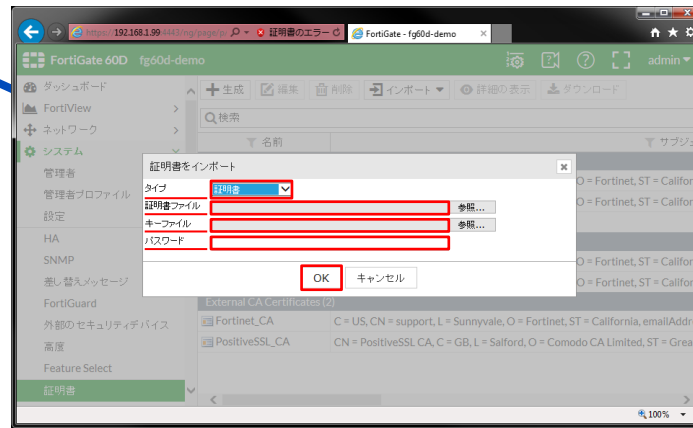 https://192.168.1.99:4443/ng/page/p/ 証明書のエラー FortiGate - fg60d-demo
FortiGate 60D fg60d-demo admin
ダッシュボード
FortiView
ネットワーク
システム
管理者
管理者プロファイル
設定
HA
SNMP
差し替えメッセージ
FortiGuard
外部のセキュリティデバイス
高度
Feature Select
証明書
生成 編集 削除 インポート 詳細の表示 ダウンロード
検索
名前 サブジェ
証明書をインポート
タイプ 証明書
証明書ファイル 参照...
キーファイル 参照...
パスワード
OK キャンセル
O = Fortinet, ST = Califor
O = Fortinet, ST = Califor
O = Fortinet, ST = Califor
O = Fortinet, ST = Califor
External CA Certificates (2)
Fortinet_CA C = US, CN = support, L = Sunnyvale, O = Fortinet, ST = California, emailAddr
PositiveSSL_CA CN = PositiveSSL CA, C = GB, L = Salford, O = Comodo CA Limited, ST = Grea
100%